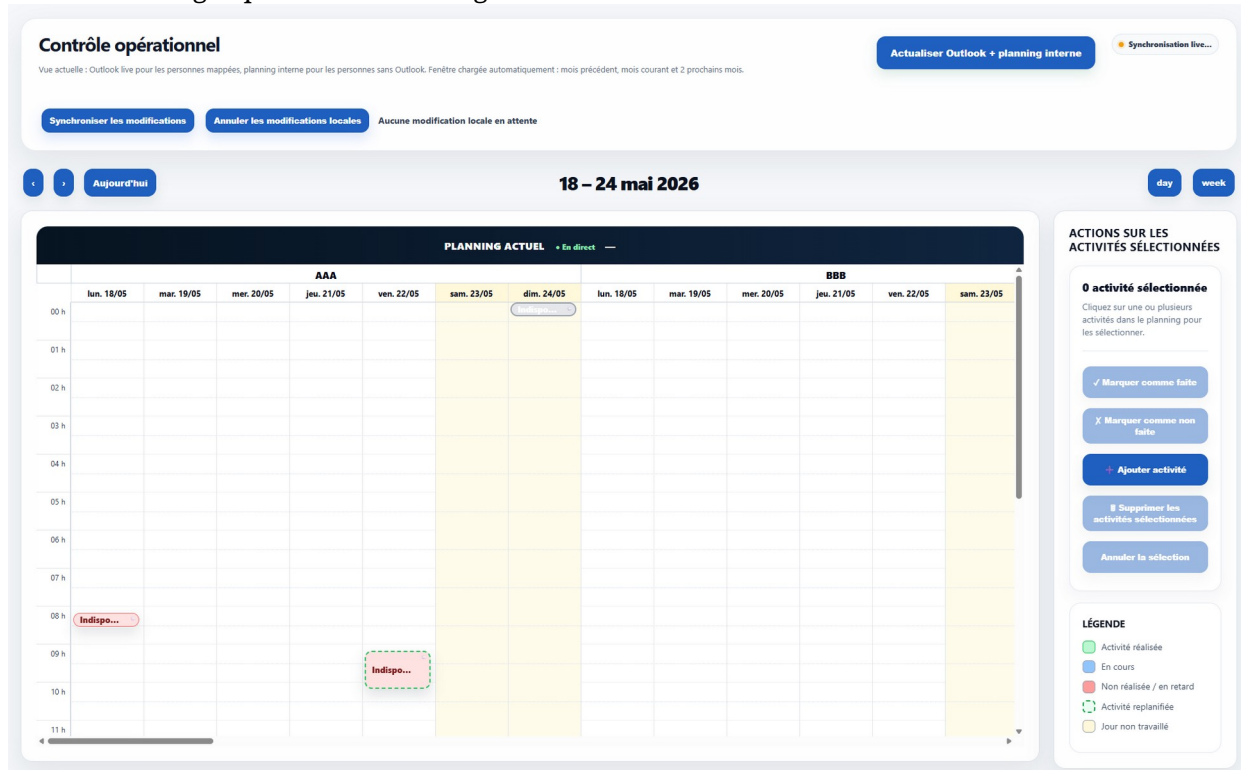 Contrôle opérationnel
Actualiser Outlook + planning interne
Synchronisation live...
Vue actuelle : Outlook live pour les personnes mappées, planning interne pour les personnes sans Outlook. Fenêtre chargée automatiquement : mois précédent, mois courant et 2 prochains mois.
Synchroniser les modifications
Annuler les modifications locales
Aucune modification locale en attente
‹
›
Aujourd'hui
18 – 24 mai 2026
day
week
PLANNING ACTUEL • En direct —
AAA
BBB
lun. 18/05 mar. 19/05 mer. 20/05 jeu. 21/05 ven. 22/05 sam. 23/05 dim. 24/05 lun. 18/05 mar. 19/05 mer. 20/05 jeu. 21/05 ven. 22/05 sam. 23/05
00 h
Indispo...
01 h
02 h
03 h
04 h
05 h
06 h
07 h
08 h
Indispo...
09 h
Indispo...
10 h
11 h
ACTIONS SUR LES
ACTIVITÉS SÉLECTIONNÉES
0 activité sélectionnée
Cliquez sur une ou plusieurs
activités dans le planning pour
les sélectionner.
✓ Marquer comme faite
✗ Marquer comme non
faite
+ Ajouter activité
Supprimer les
activités sélectionnées
Annuler la sélection
LÉGENDE
Activité réalisée
En cours
Non réalisée / en retard
Activité replanifiée
Jour non travaillé